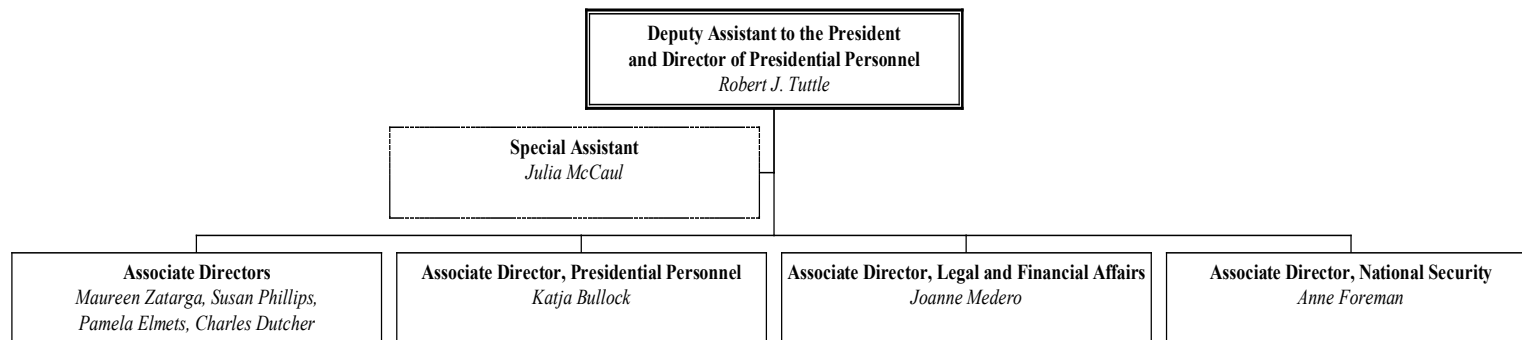 Deputy Assistant to the President
and Director of Presidential Personnel
Robert J. Tuttle
Special Assistant
Julia McCaul
Associate Directors
Maureen Zatarga, Susan Phillips,
Pamela Elmets, Charles Dutcher
Associate Director, Presidential Personnel
Katja Bullock
Associate Director, Legal and Financial Affairs
Joanne Medero
Associate Director, National Security
Anne Foreman